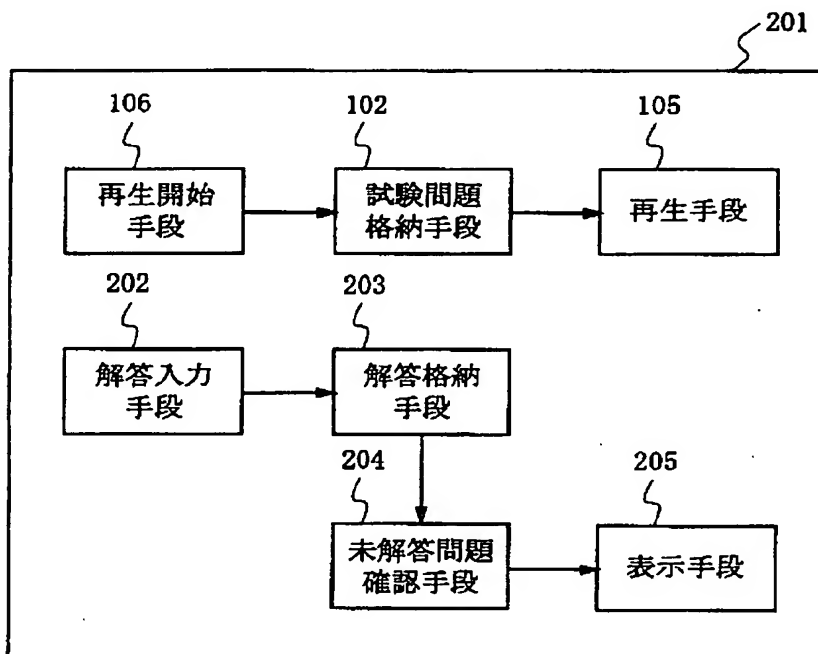 201
106
102
105
再生開始
手段
試験問題
格納手段
再生手段
202
203
解答入力
手段
解答格納
手段
204
205
未解答問題
確認手段
表示手段